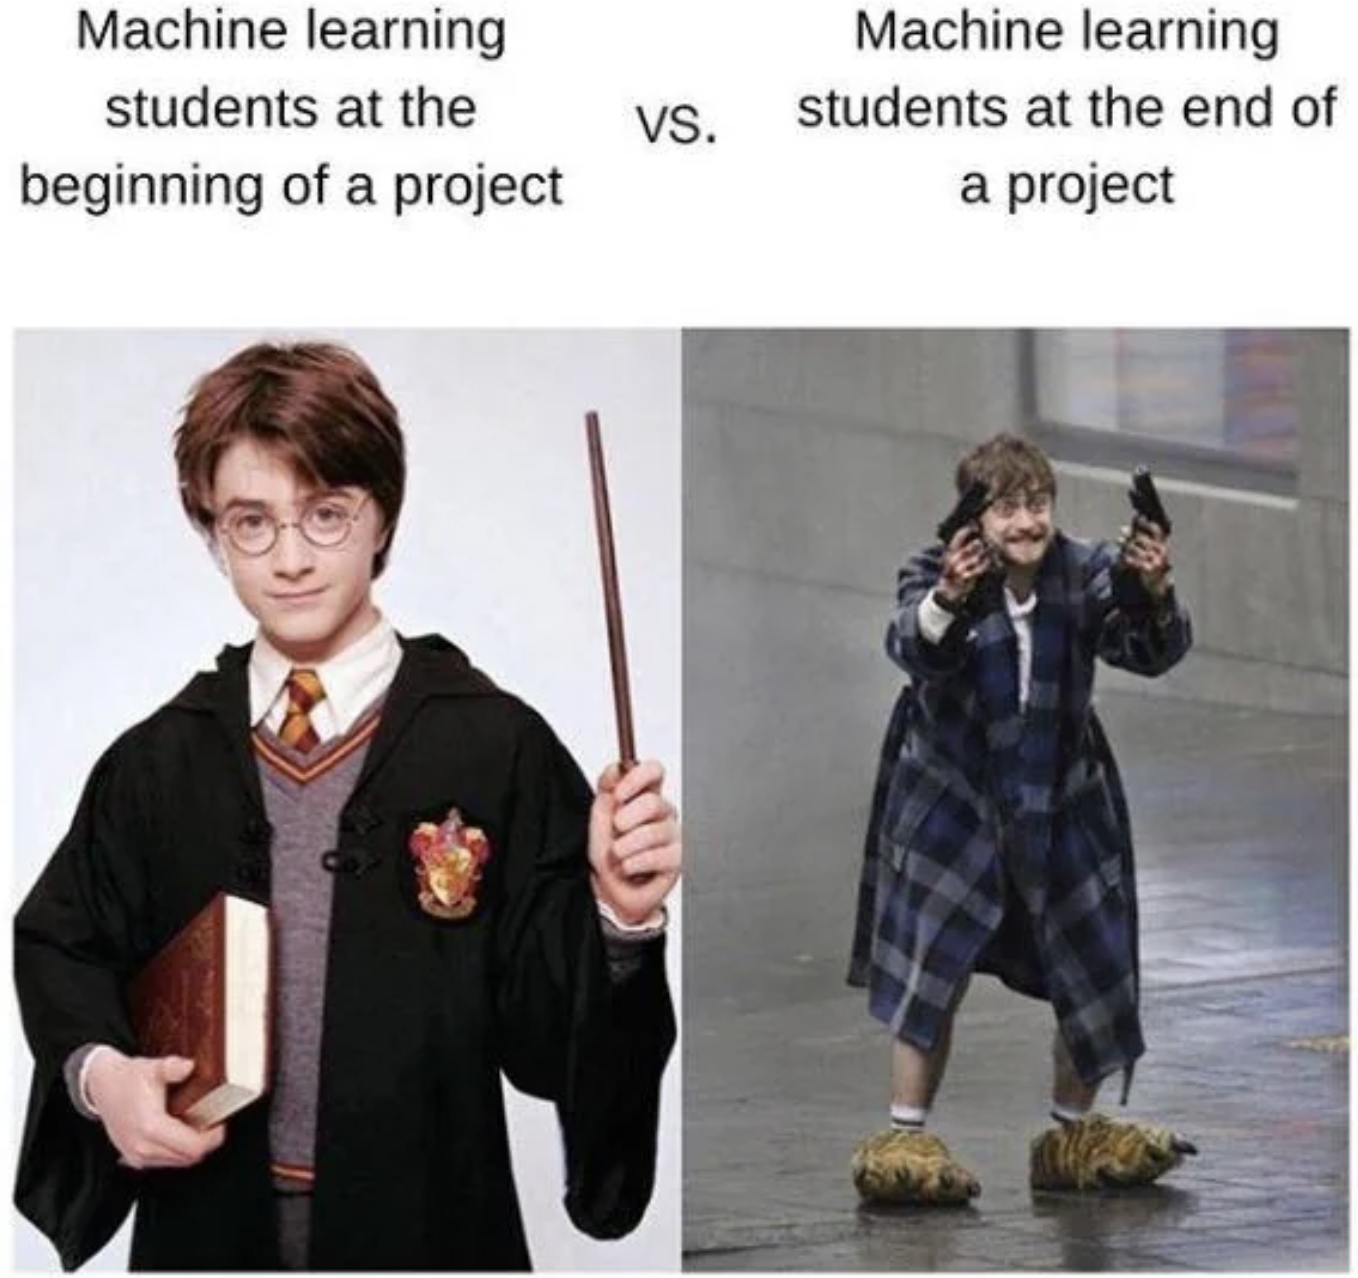 Machine learning
students at the
beginning of a project
vs.
Machine learning
students at the end of
a project